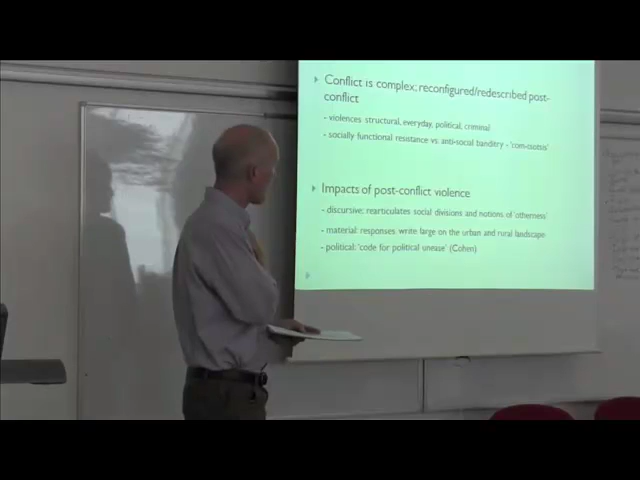 Conflict is complex; reconfigured/redescribed post-
conflict
- violences structural, everyday, political, criminal
- socially functional resistance vs. anti-social banditry - 'com-tsotsis'
Impacts of post-conflict violence
- discursive: rearticulates social divisions and notions of 'otherness'
- material: responses write large on the urban and rural landscape
- political: 'code for political unease' (Cohen)